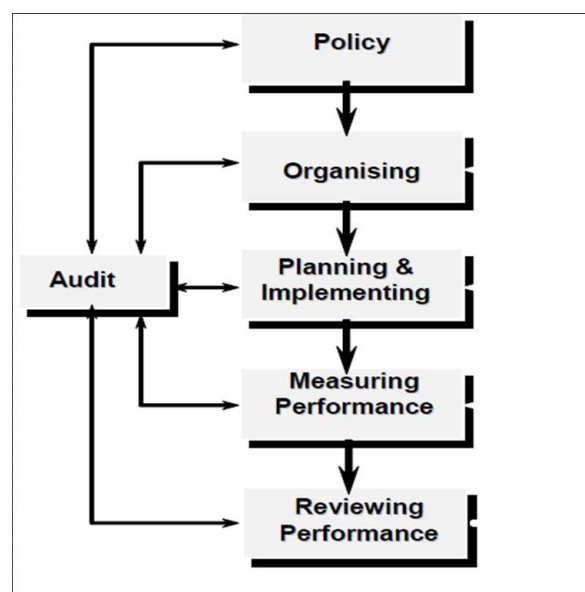 Policy
Organising
Audit
Planning &
Implementing
Measuring
Performance
Reviewing
Performance